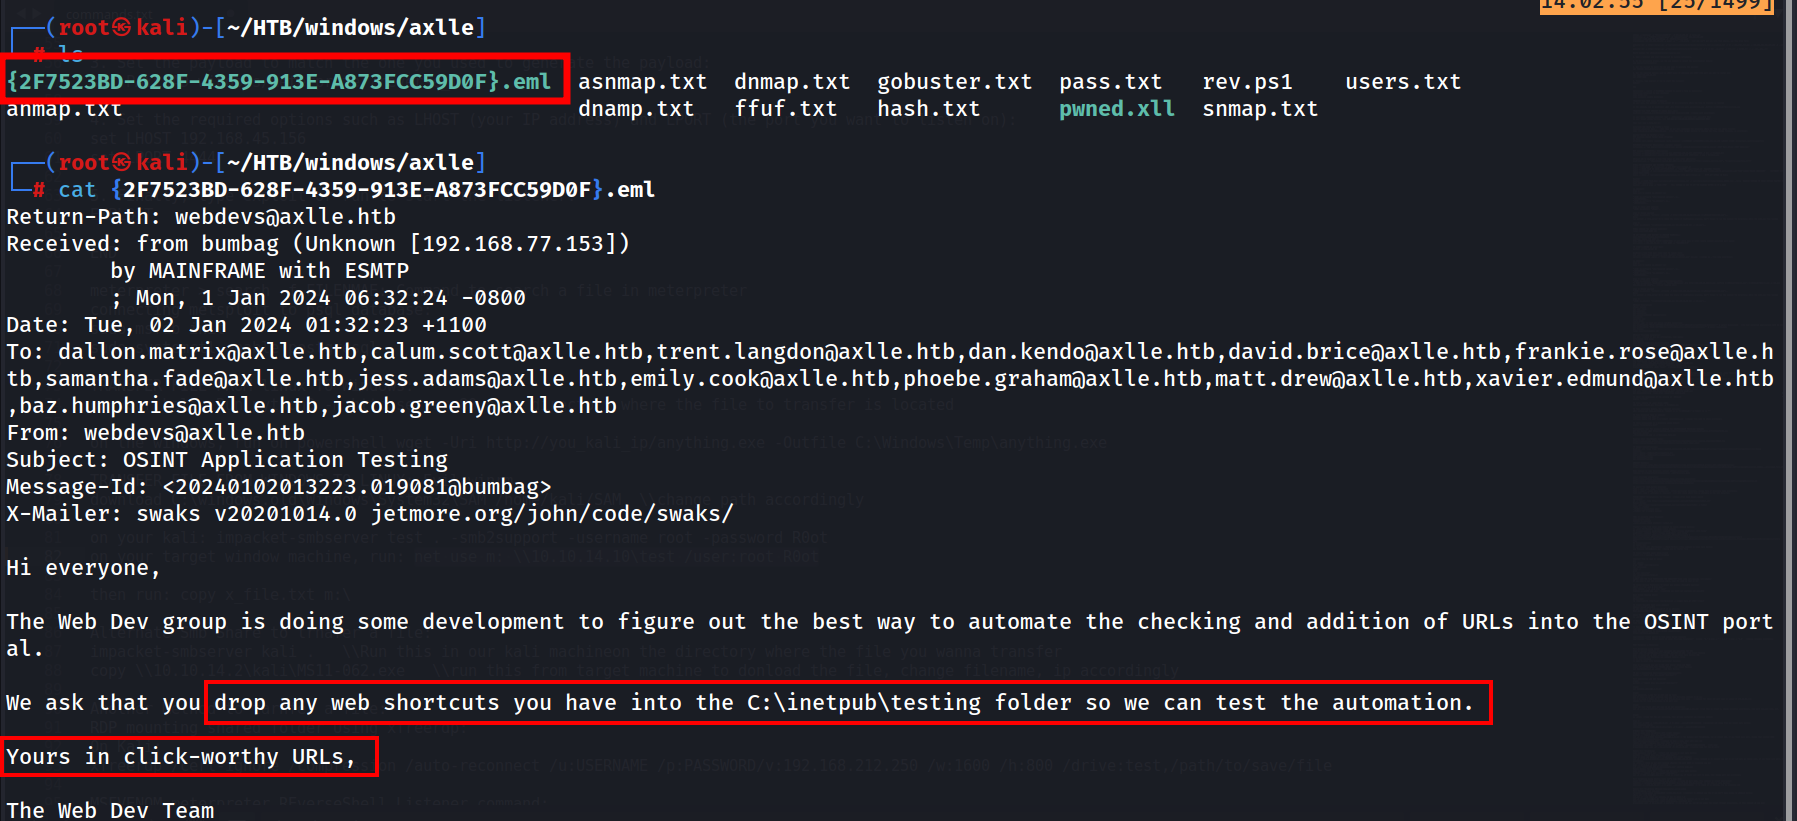 14:02:55 [25/1499]
┌──(root㉿kali)-[~/HTB/windows/axlle]
└─# ls
{2F7523BD-628F-4359-913E-A873FCC59D0F}.eml  asnmap.txt  dnmap.txt  gobuster.txt  pass.txt  rev.ps1  users.txt
anmap.txt  dnamp.txt  ffuf.txt  hash.txt  pwned.xll  snmap.txt
┌──(root㉿kali)-[~/HTB/windows/axlle]
└─# cat {2F7523BD-628F-4359-913E-A873FCC59D0F}.eml
Return-Path: webdevs@axlle.htb
Received: from bumbag (Unknown [192.168.77.153])
by MAINFRAME with ESMTP
; Mon, 1 Jan 2024 06:32:24 -0800
Date: Tue, 02 Jan 2024 01:32:23 +1100
To: dallon.matrix@axlle.htb,calum.scott@axlle.htb,trent.langdon@axlle.htb,dan.kendo@axlle.htb,david.brice@axlle.htb,frankie.rose@axlle.h
tb,samantha.fade@axlle.htb,jess.adams@axlle.htb,emily.cook@axlle.htb,phoebe.graham@axlle.htb,matt.drew@axlle.htb,xavier.edmund@axlle.htb
,baz.humphries@axlle.htb,jacob.greeny@axlle.htb
From: webdevs@axlle.htb
Subject: OSINT Application Testing
Message-Id: <20240102013223.019081@bumbag>
X-Mailer: swaks v20201014.0 jetmore.org/john/code/swaks/
Hi everyone,
The Web Dev group is doing some development to figure out the best way to automate the checking and addition of URLs into the OSINT port
al.
We ask that you drop any web shortcuts you have into the C:\inetpub\testing folder so we can test the automation.
Yours in click-worthy URLs,
The Web Dev Team